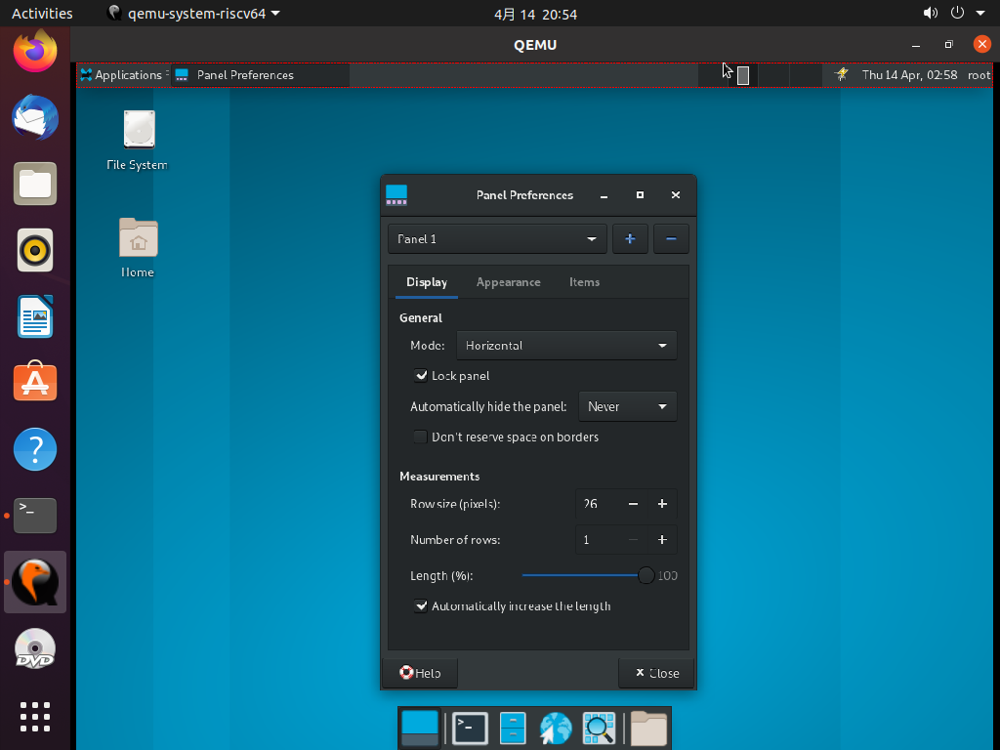 Activities
qemu-system-riscv64
4月 14 20:54
QEMU
Applications
Panel Preferences
Thu 14 Apr, 02:58
root
File System
Home
Panel Preferences
Panel 1
Display
Appearance
Items
General
Mode:
Horizontal
Lock panel
Automatically hide the panel:
Never
Don't reserve space on borders
Measurements
Row size (pixels):
26
Number of rows:
1
Length (%):
100
Automatically increase the length
Help
Close
DVD